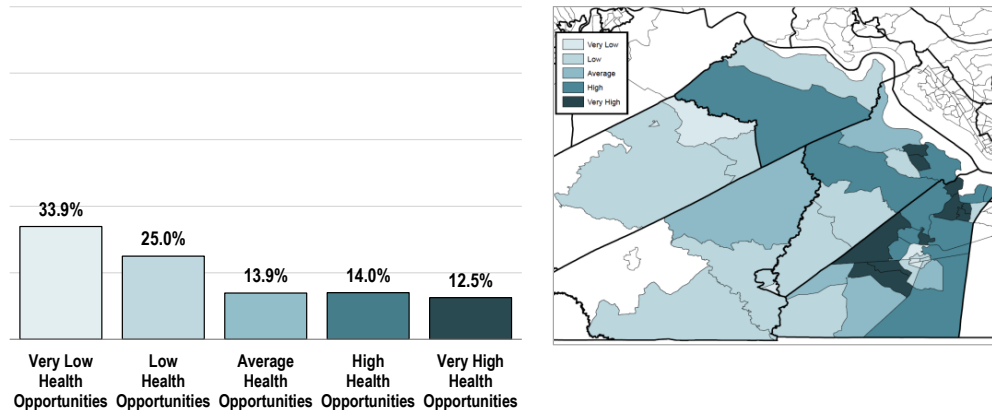 33.9%
25.0%
13.9%
14.0%
12.5%
Very Low
Health
Opportunities
Low
Health
Opportunities
Average
Health
Opportunities
High
Health
Opportunities
Very High
Health
Opportunities
Very Low
Low
Average
High
Very High